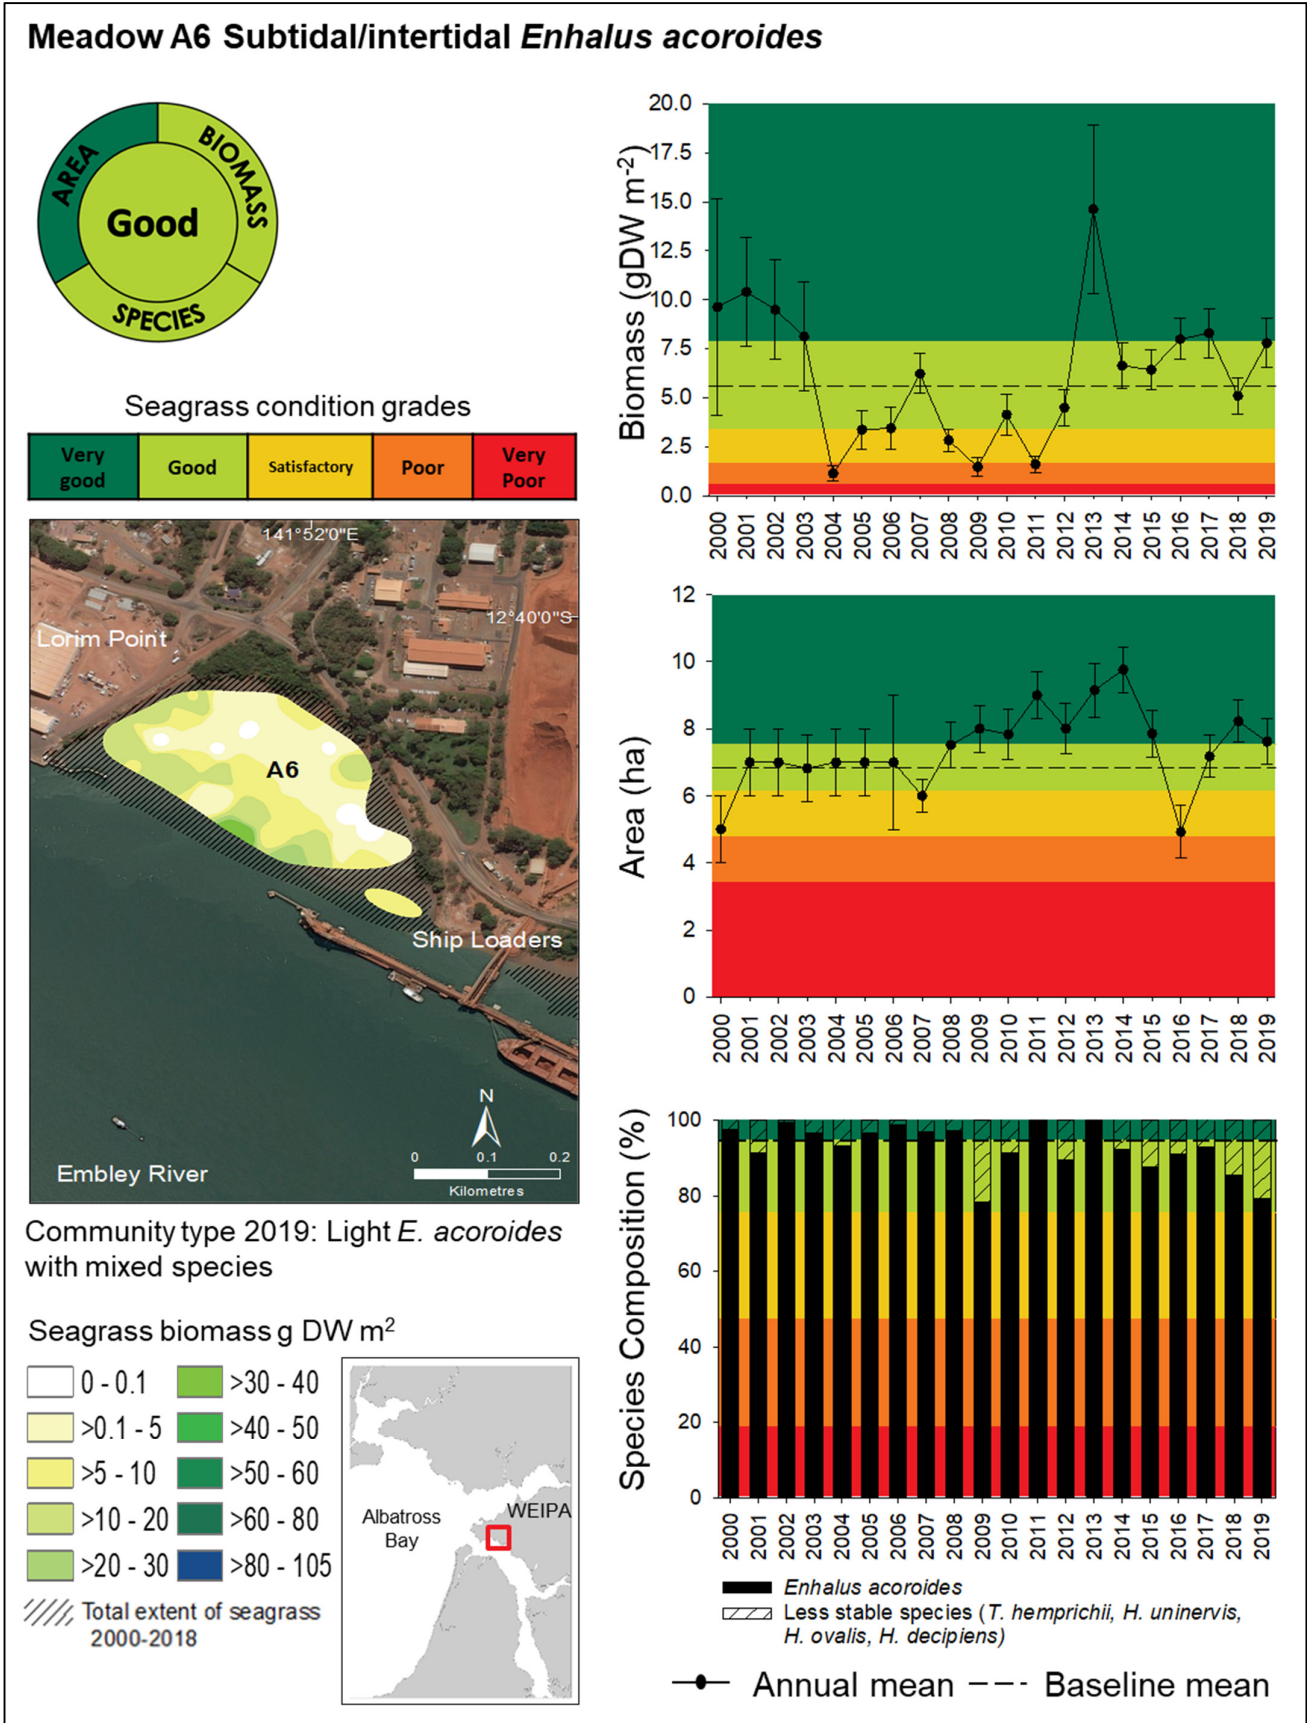 Meadow A6 Subtidal/intertidal Enhalus acoroides
AREA
BIOMASS
SPECIES
Good
Seagrass condition grades
Very
good
Good
Satisfactory
Poor
Very
Poor
141°52'0"E
12°40'0"S
Lorim Point
A6
Ship Loaders
N
0 0.1 0.2
Kilometres
Embley River
Community type 2019: Light E. acoroides
with mixed species
Seagrass biomass g DW m-2
0 - 0.1
>0.1 - 5
>5 - 10
>10 - 20
>20 - 30
>30 - 40
>40 - 50
>50 - 60
>60 - 80
>80 - 105
Total extent of seagrass
2000-2018
Albatross
Bay
WEIPA
Biomass (gDW m-2)
20.0
17.5
15.0
12.5
10.0
7.5
5.0
2.5
0.0
2000 2001 2002 2003 2004 2005 2006 2007 2008 2009 2010 2011 2012 2013 2014 2015 2016 2017 2018 2019
Area (ha)
12
10
8
6
4
2
0
2000 2001 2002 2003 2004 2005 2006 2007 2008 2009 2010 2011 2012 2013 2014 2015 2016 2017 2018 2019
Species Composition (%)
100
80
60
40
20
0
2000 2001 2002 2003 2004 2005 2006 2007 2008 2009 2010 2011 2012 2013 2014 2015 2016 2017 2018 2019
Enhalus acoroides
Less stable species (T. hemprichii, H. uninervis,
H. ovalis, H. decipiens)
Annual mean
Baseline mean